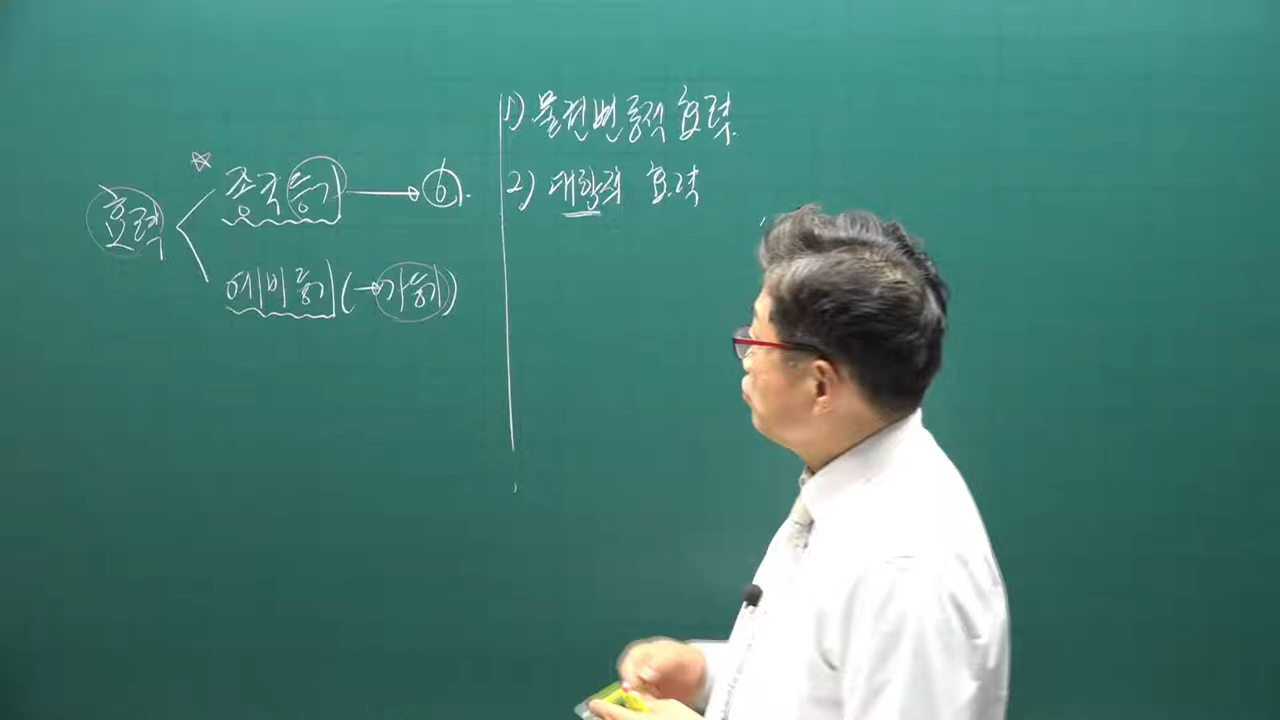 효력
☆ 종국등기 → ⑥.
예비등기 (→ 가등기)
1) 물권변동적 효력.
2) 대항적 효력